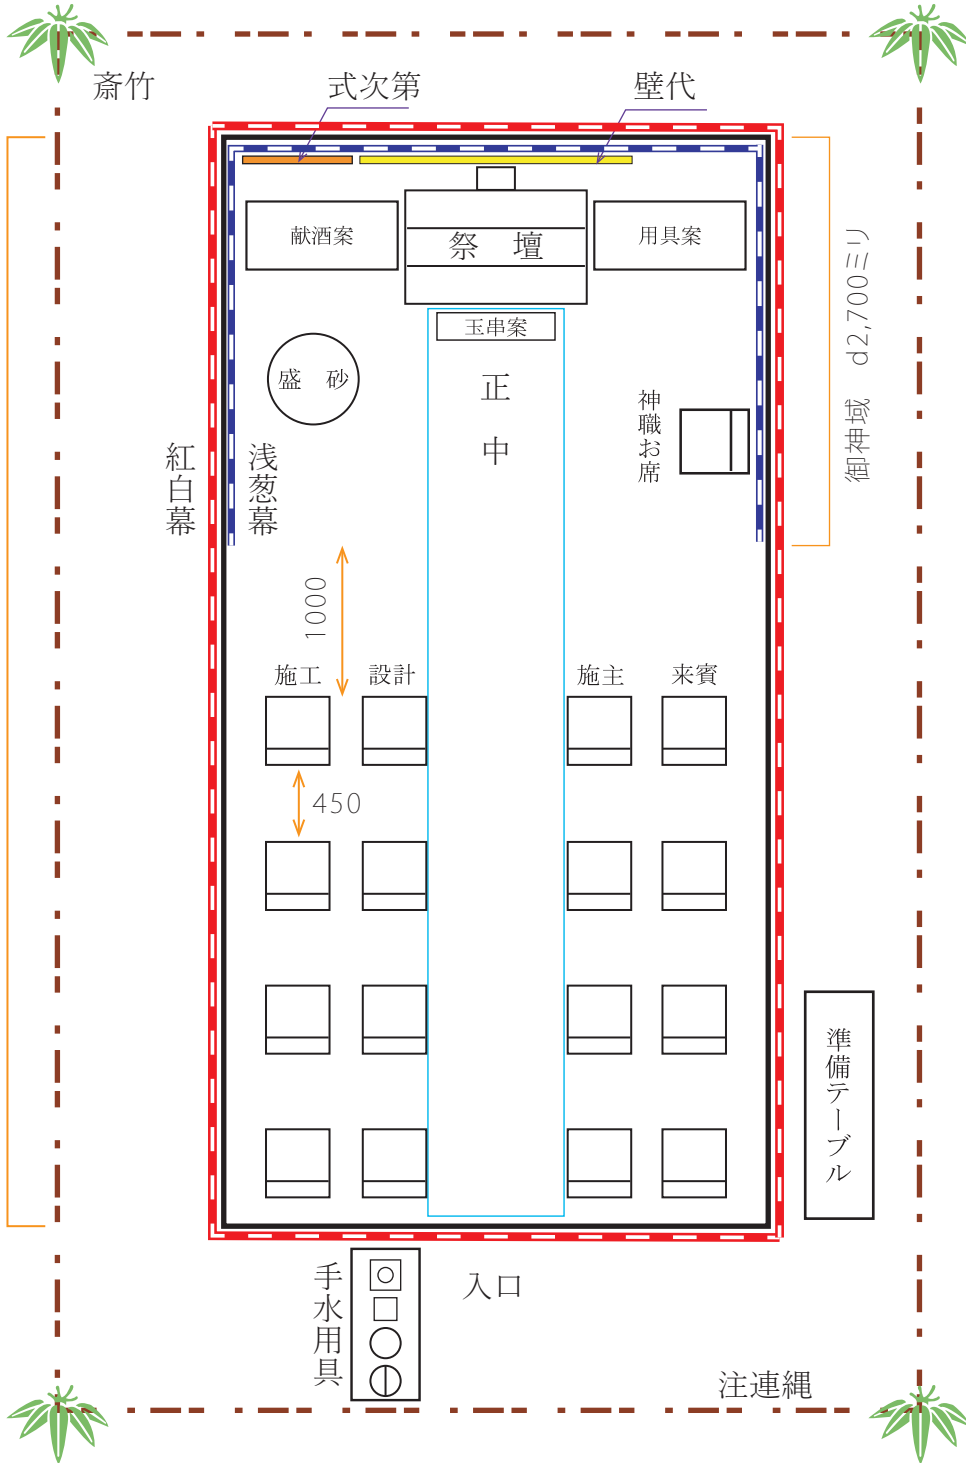 斎竹
式次第
壁代
献酒案
祭 壇
用具案
玉串案
盛 砂
正
中
神職お席
御神域 d2,700ミリ
紅白幕
浅葱幕
1000
施工
設計
施主
来賓
450
準備テーブル
手水用具
入口
注連縄